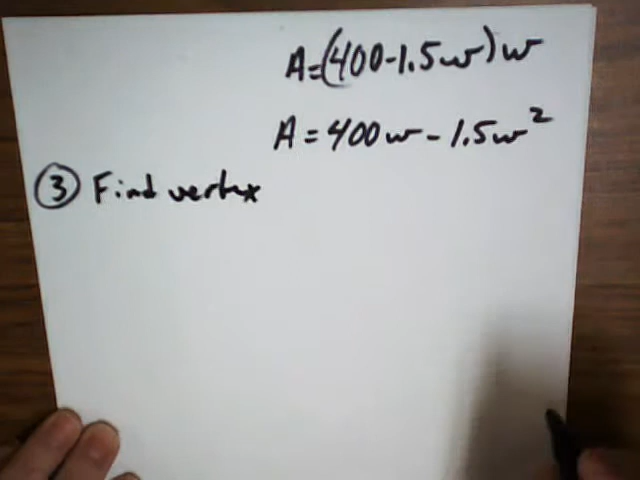 A=(400-1.5w)w
A=400w-1.5w²
③ Find vertex